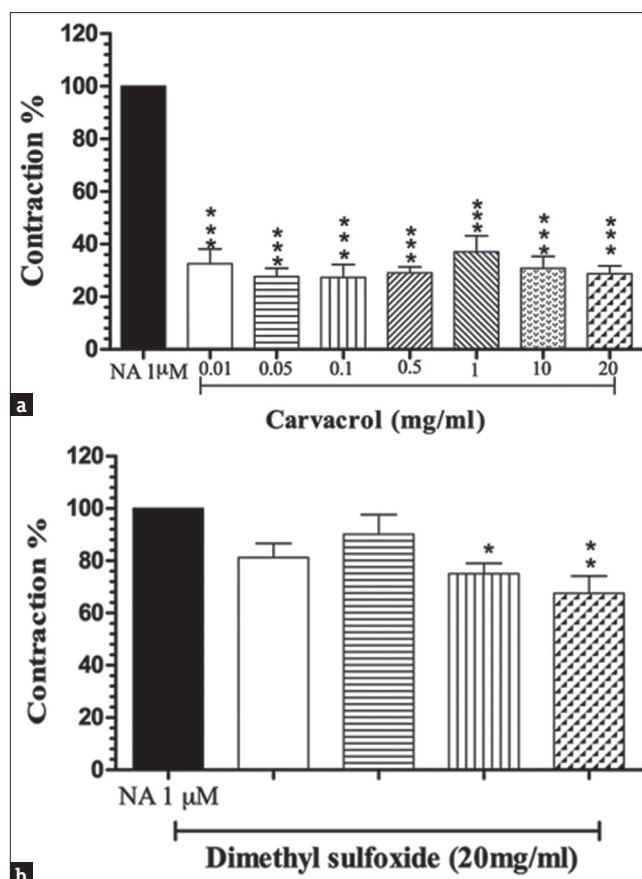 120
100
80
60
40
20
0
Contraction %
***
***
***
***
***
***
***
NA 1μM
0.01 0.05 0.1 0.5 1 10 20
Carvacrol (mg/ml)
a
120
100
80
60
40
20
0
Contraction %
*
**
NA 1 μM
Dimethyl sulfoxide (20mg/ml)
b